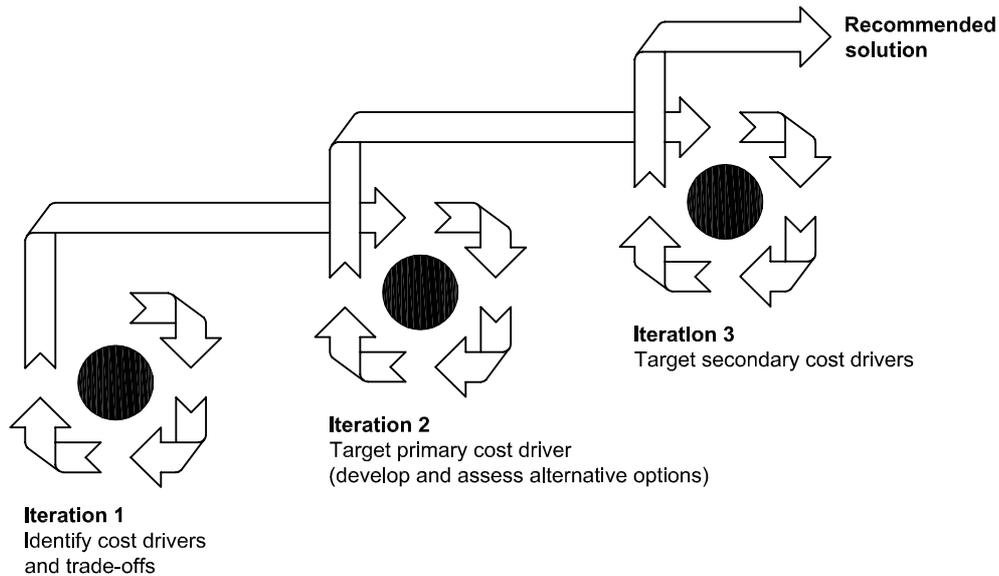 Recommended
solution
Iteration 3
Target secondary cost drivers
Iteration 2
Target primary cost driver
(develop and assess alternative options)
Iteration 1
Identify cost drivers
and trade-offs